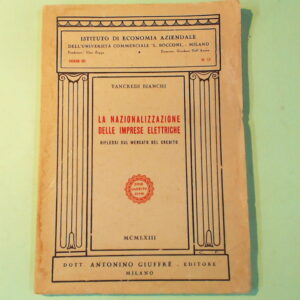 ISTITUTO DI ECONOMIA AZIENDALE
DELL'UNIVERSITÀ COMMERCIALE "L. BOCCONI" - MILANO
TANCREDI BIANCHI
LA NAZIONALIZZAZIONE
DELLE IMPRESE ELETTRICHE
RIFLESSI SUL MERCATO DEL CREDITO
MCMLXIII
DOTT. ANTONINO GIUFFRÈ - EDITORE
MILANO